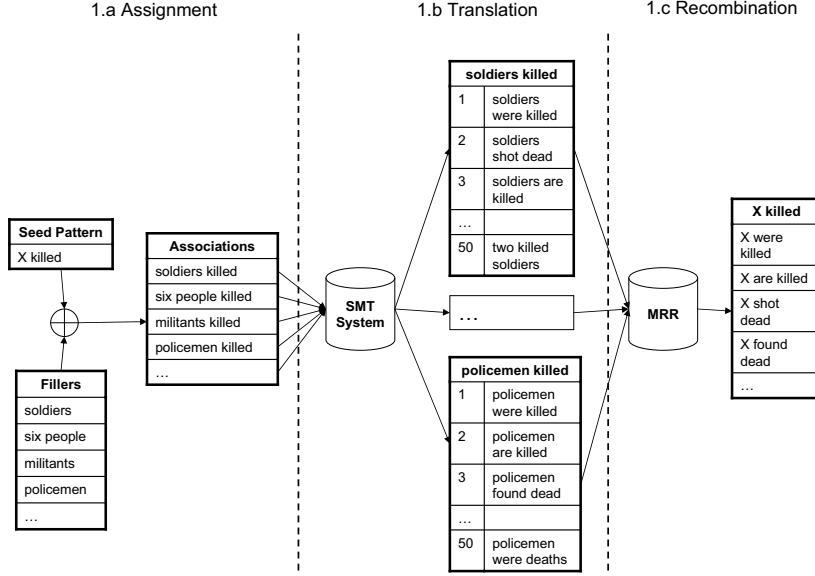 1.a Assignment
1.b Translation
1.c Recombination
Seed Pattern
X killed
Fillers
soldiers
six people
militants
policemen
…
Associations
soldiers killed
six people killed
militants killed
policemen killed
…
SMT
System
soldiers killed
1 soldiers
were killed
2 soldiers
shot dead
3 soldiers are
killed
…
50 two killed
soldiers
...
policemen killed
1 policemen
were killed
2 policemen
are killed
3 policemen
found dead
…
50 policemen
were deaths
MRR
X killed
X were
killed
X are killed
X shot
dead
X found
dead
…